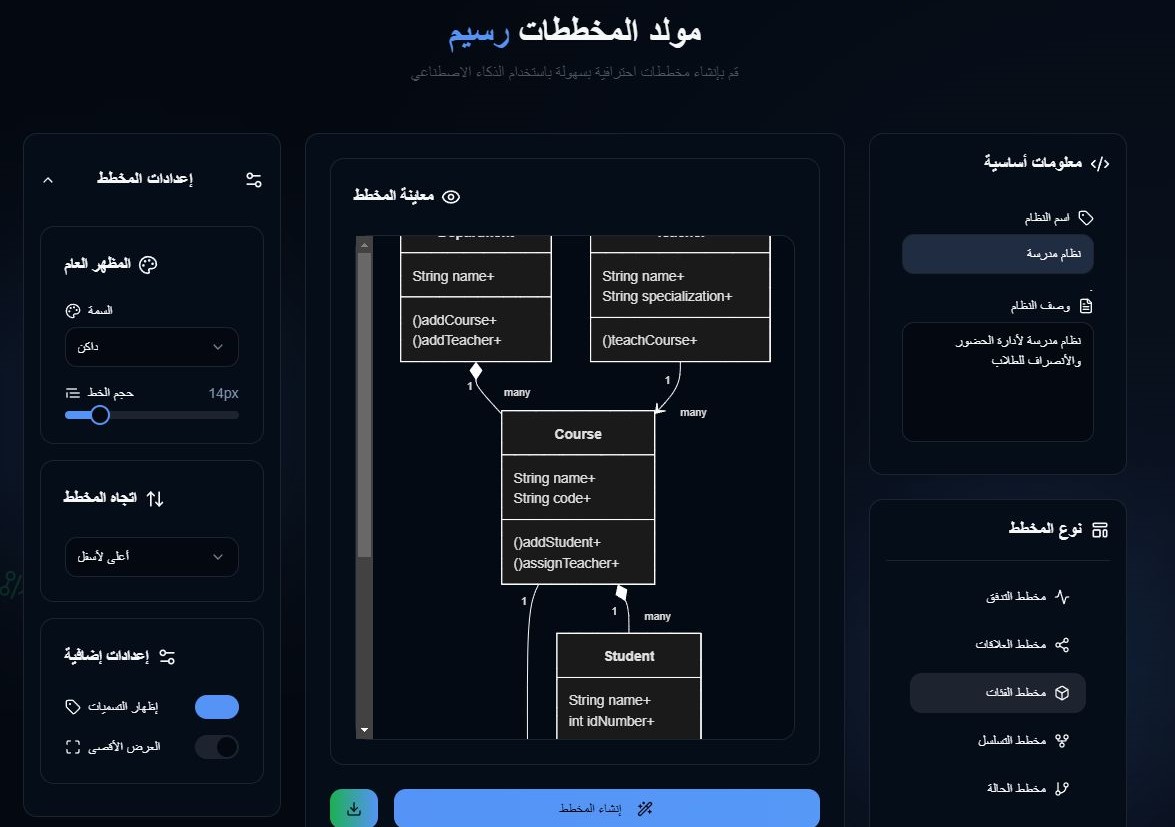 مولد المخططات رسيم
قم بإنشاء مخططات احترافية بسهولة باستخدام الذكاء الاصطناعي
معلومات أساسية
اسم النظام
نظام مدرسة
وصف النظام
نظام مدرسة لأدارة الحضور
والأنصراف للطلاب
نوع المخطط
مخطط التدفق
مخطط العلاقات
مخطط الفئات
مخطط التسلسل
مخطط الحالة
معاينة المخطط
String name+
()addCourse+
()addTeacher+
String name+
String specialization+
()teachCourse+
1
many
1
many
Course
String name+
String code+
()addStudent+
()assignTeacher+
1
1
many
Student
String name+
int idNumber+
إنشاء المخطط
إعدادات المخطط
المظهر العام
السمة
داكن
حجم الخط
14px
اتجاه المخطط
أعلى لأسفل
إعدادات إضافية
إظهار التسميات
العرض الأقصى